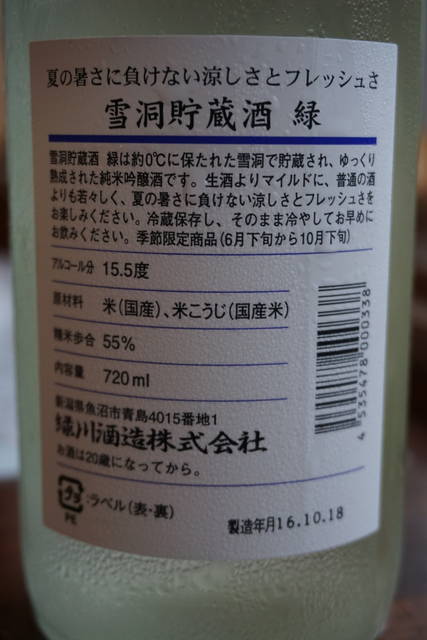 夏の暑さに負けない涼しさとフレッシュさ
雪洞貯蔵酒 緑
雪洞貯蔵酒 緑は約0℃に保たれた雪洞で貯蔵され、ゆっくり
熟成された純米吟醸酒です。生酒よりマイルドに、普通の酒
よりも若々しく、夏の暑さに負けない涼しさとフレッシュさを
お楽しみください。冷蔵保存し、そのまま冷やしてお早めに
お飲みください。季節限定商品(6月下旬から10月下旬)
アルコール分 15.5度
原材料 米(国産)、米こうじ(国産米)
精米歩合 55%
内容量 720ml
新潟県魚沼市青島4015番地1
緑川酒造株式会社
お酒は20歳になってから。
プラ:ラベル(表・裏)
PE
製造年月16.10.18
4 535478 000338